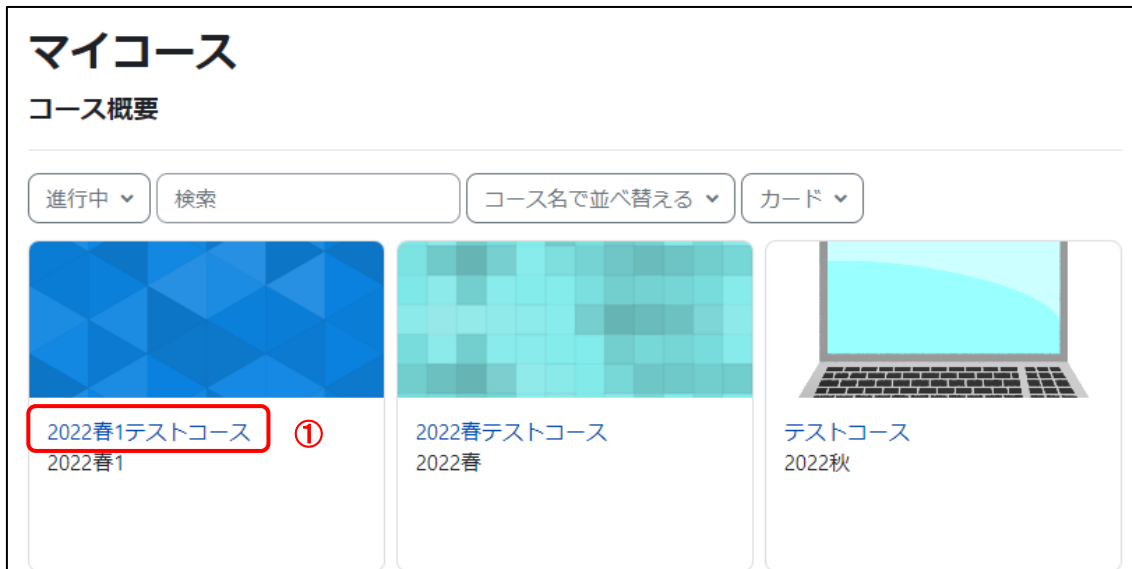 マイコース
コース概要
進行中 検索 コース名で並べ替える カード
2022春1テストコース ①
2022春1
2022春テストコース
2022春
テストコース
2022秋